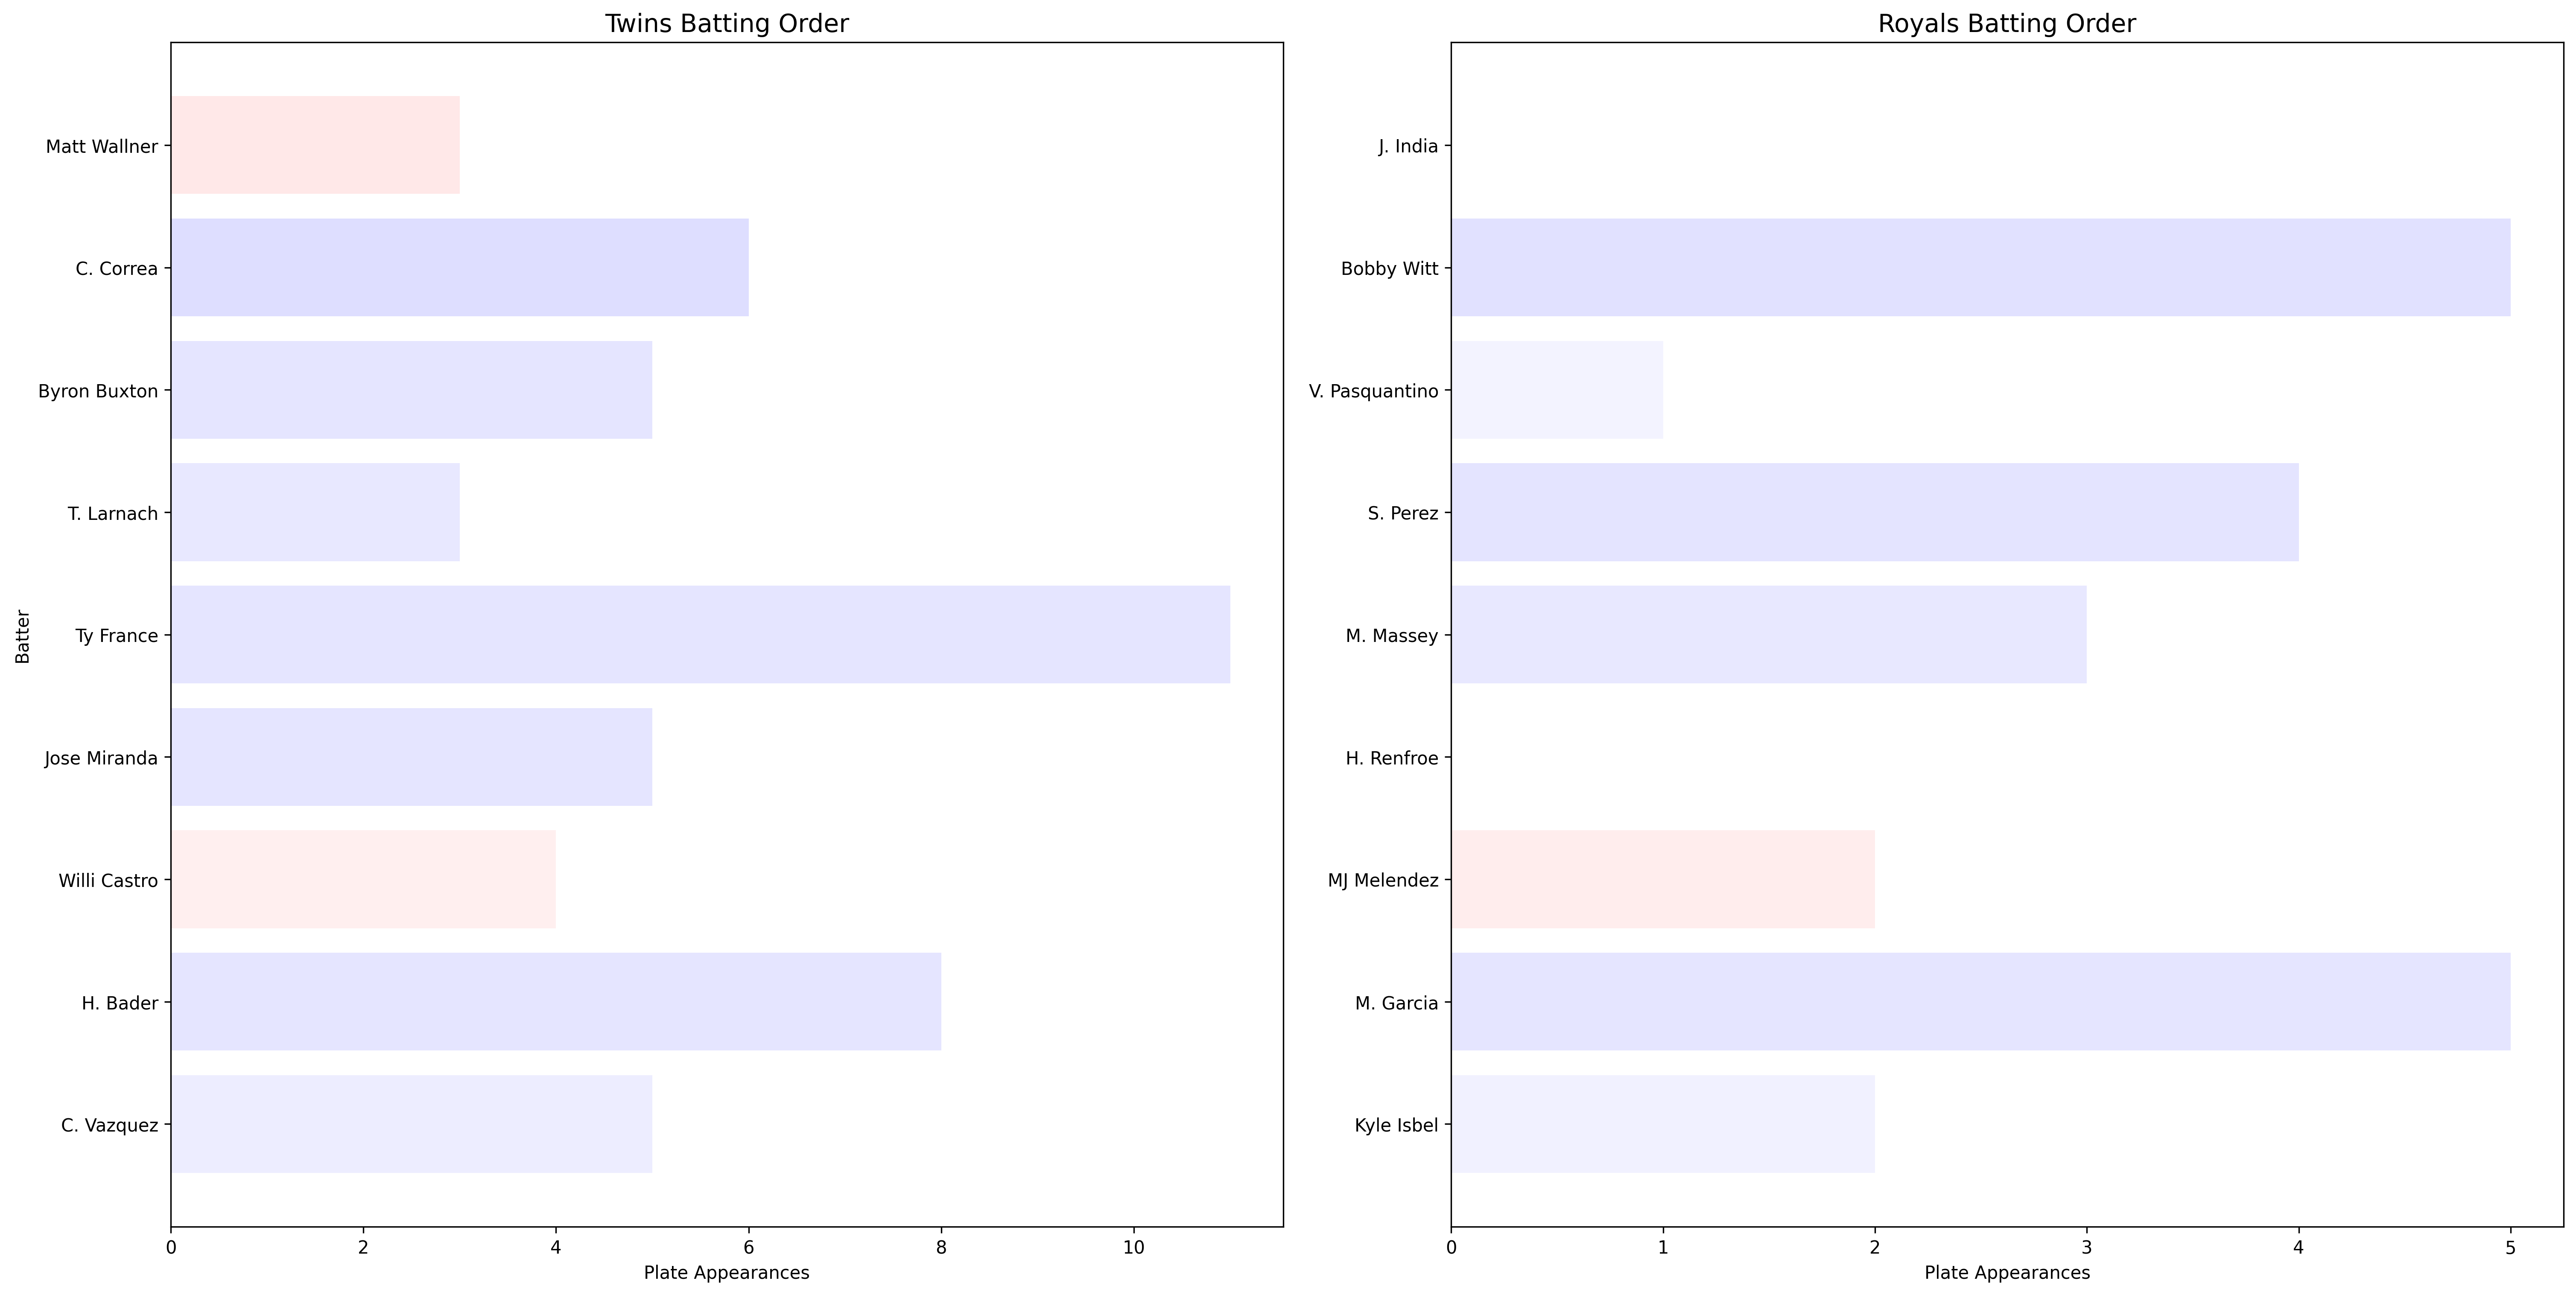 Twins Batting Order
Batter
Matt Wallner
C. Correa
Byron Buxton
T. Larnach
Ty France
Jose Miranda
Willi Castro
H. Bader
C. Vazquez
0 2 4 6 8 10
Plate Appearances
Royals Batting Order
J. India
Bobby Witt
V. Pasquantino
S. Perez
M. Massey
H. Renfroe
MJ Melendez
M. Garcia
Kyle Isbel
0 1 2 3 4 5
Plate Appearances